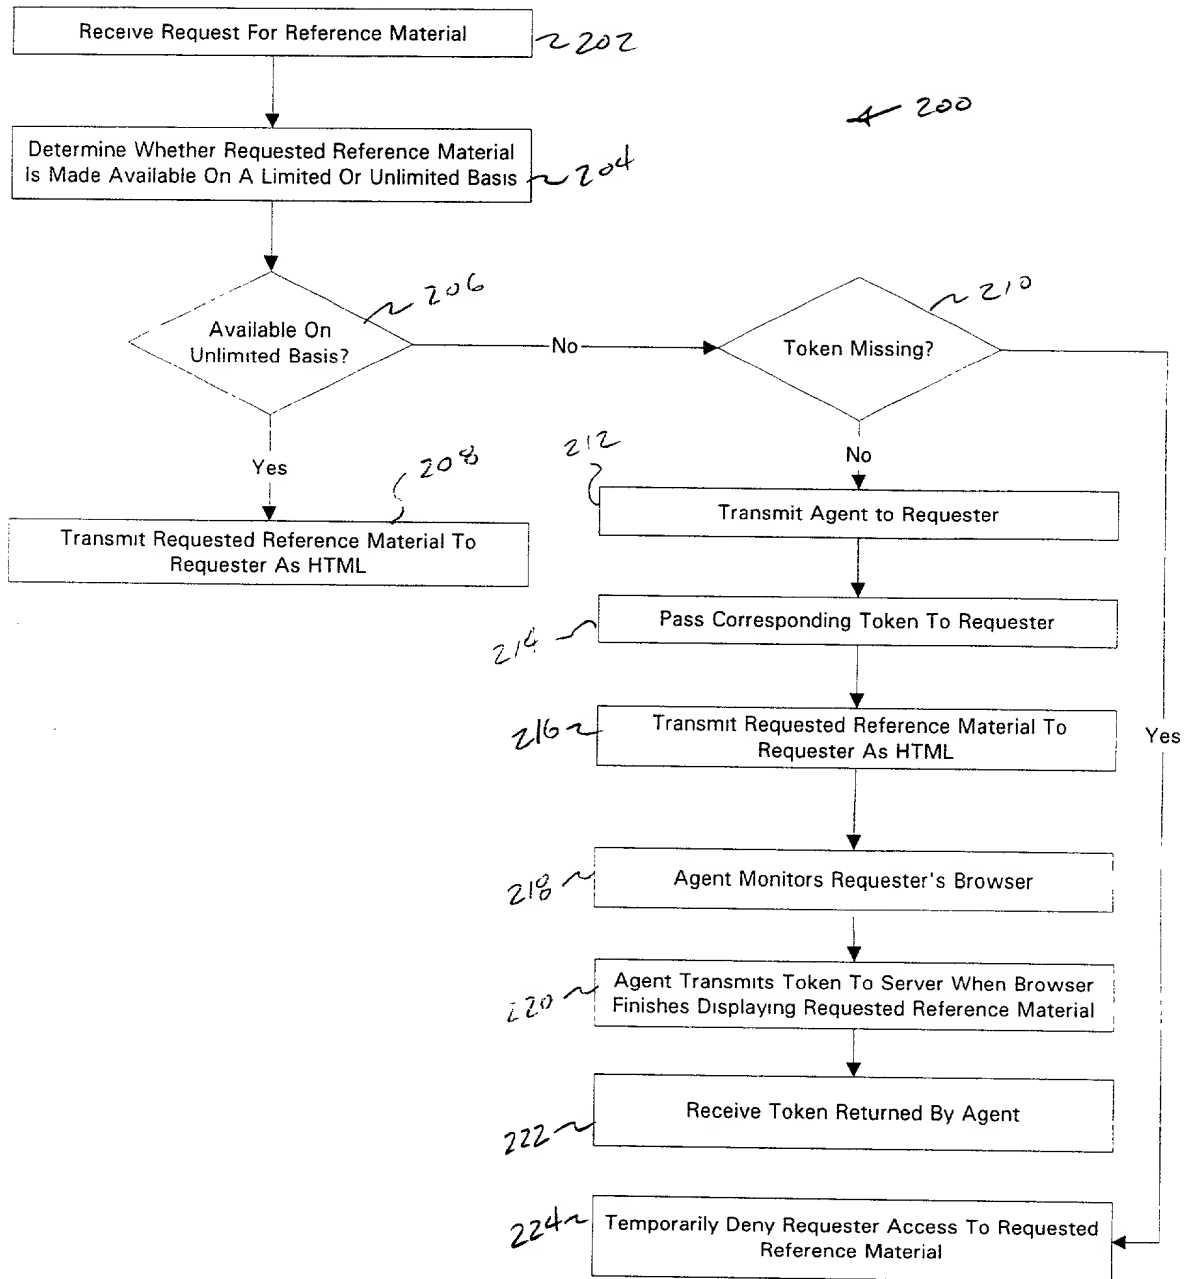 Receive Request For Reference Material
202
200
Determine Whether Requested Reference Material
Is Made Available On A Limited Or Unlimited Basis
204
206
210
Available On
Unlimited Basis?
No
Token Missing?
Yes
208
212
No
Transmit Requested Reference Material To
Requester As HTML
Transmit Agent to Requester
Pass Corresponding Token To Requester
214
216
Transmit Requested Reference Material To
Requester As HTML
Yes
218
Agent Monitors Requester's Browser
220
Agent Transmits Token To Server When Browser
Finishes Displaying Requested Reference Material
Receive Token Returned By Agent
222
224
Temporarily Deny Requester Access To Requested
Reference Material